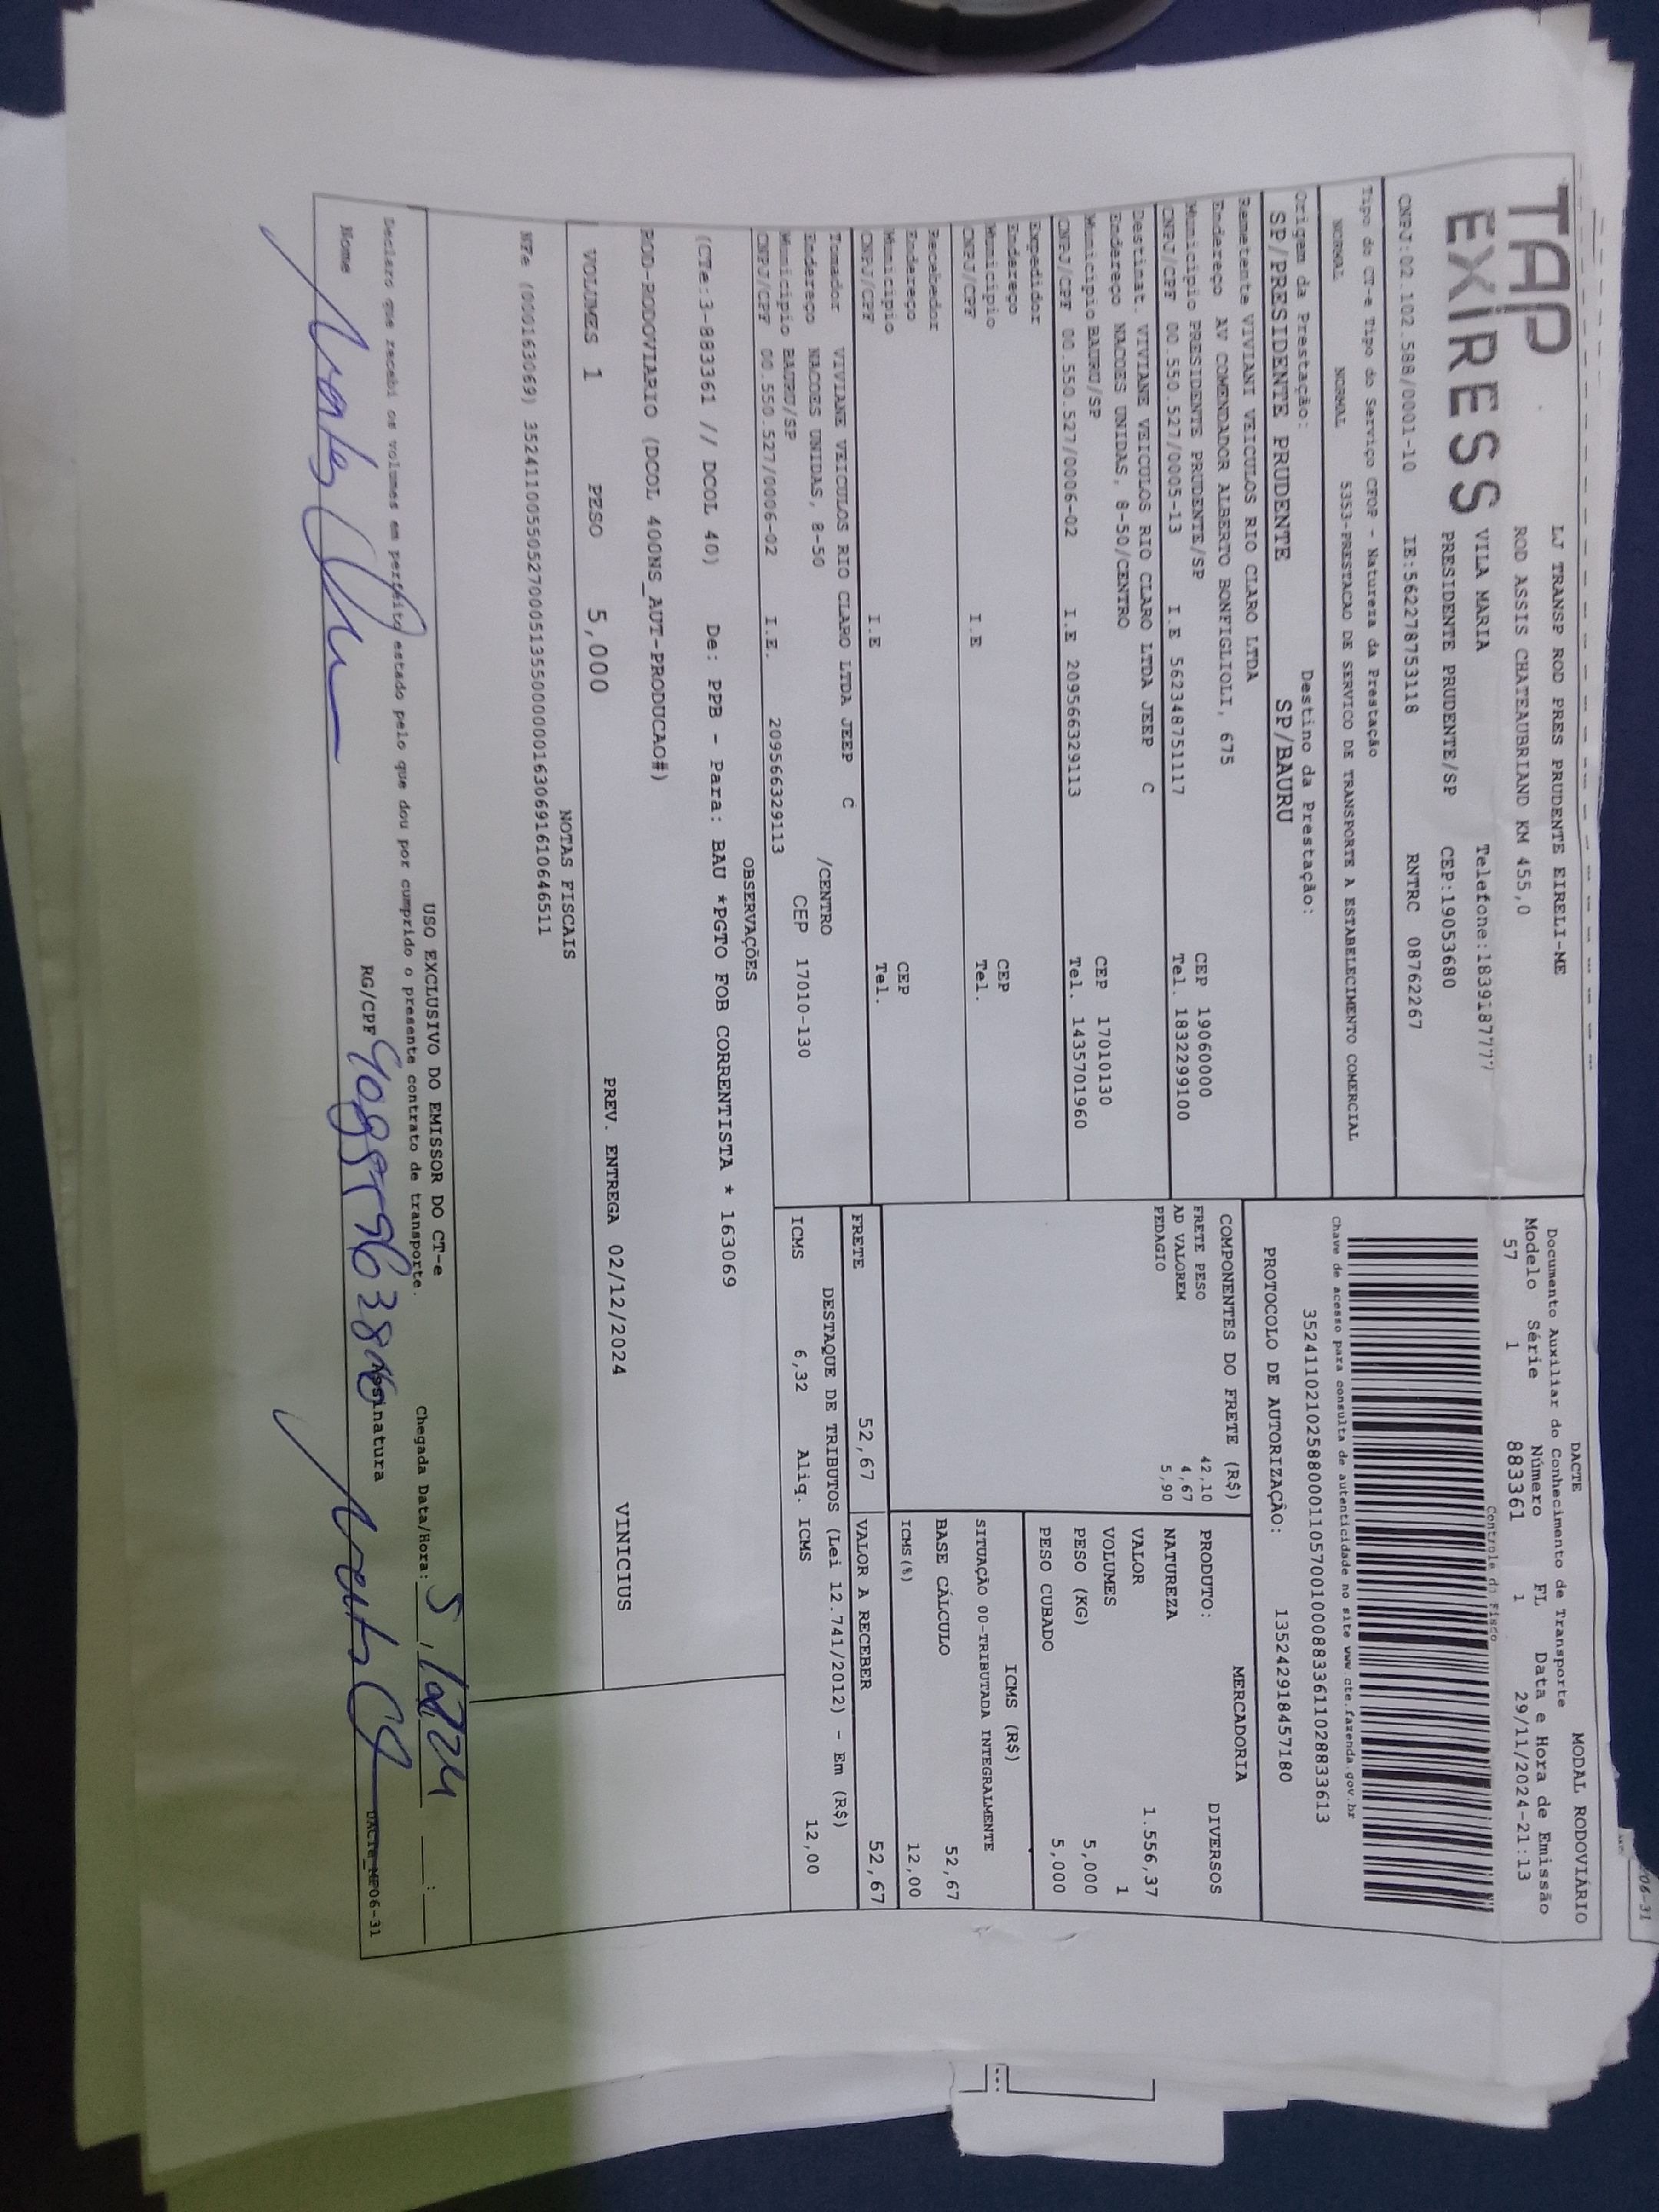 TAP
EXPRESS
LJ TRANSP ROD PRES PRUDENTE EIRELI-ME
ROD ASSIS CHATEAUBRIAND KM 455,0
VILA MARIA Telefone:1839187777
PRESIDENTE PRUDENTE/SP CEP:19053680
CNPJ:02.102.588/0001-10 IE:562278753118 RNTRC 08762267
DACTE MODAL RODOVIÁRIO
Documento Auxiliar do Conhecimento de Transporte
Modelo Série Número FL Data e Hora de Emissão
57 1 883361 1 29/11/2024-21:13
Controle do Fisco
Chave de acesso para consulta de autenticidade no site www.cte.fazenda.gov.br
PROTOCOLO DE AUTORIZAÇÃO: 135242918457180
Tipo do CT-e Tipo do Serviço CFOP - Natureza da Prestação
NORMAL NORMAL 5353-PRESTACAO DE SERVICO DE TRANSPORTE A ESTABELECIMENTO COMERCIAL
Origem da Prestação: Destino da Prestação:
SP/PRESIDENTE PRUDENTE SP/BAURU
Remetente VIVIANI VEICULOS RIO CLARO LTDA
Endereço AV COMENDADOR ALBERTO BONFIGLIOLI, 675
Município PRESIDENTE PRUDENTE/SP CEP 19060000
CNPJ/CPF 00.550.527/0005-13 I.E 562348751117 Tel. 1832299100
Destinat. VIVIANE VEICULOS RIO CLARO LTDA JEEP C
Endereço NACOES UNIDAS, 8-50/CENTRO
Município BAURU/SP CEP 17010130
CNPJ/CPF 00.550.527/0006-02 I.E 209566329113 Tel. 1435701960
Expedidor
Endereço
Município CEP
CNPJ/CPF I.E Tel.
Recebedor
Endereço
Município CEP
CNPJ/CPF I.E Tel.
Tomador VIVIANE VEICULOS RIO CLARO LTDA JEEP C
Endereço NACOES UNIDAS, 8-50 /CENTRO
Município BAURU/SP CEP 17010-130
CNPJ/CPF 00.550.527/0006-02 I.E. 209566329113
COMPONENTES DO FRETE (R$)
FRETE PESO 42,10
AD VALOREM 4,67
PEDAGIO 5,90
MERCADORIA
PRODUTO: DIVERSOS
NATUREZA
VALOR 1.556,37
VOLUMES 1
PESO (KG) 5,000
PESO CUBADO 5,000
ICMS (R$)
SITUAÇÃO 00-TRIBUTADA INTEGRALMENTE
BASE CÁLCULO 52,67
ICMS(%) 12,00
FRETE 52,67 VALOR A RECEBER 52,67
DESTAQUE DE TRIBUTOS (Lei 12.741/2012) - Em (R$)
ICMS 6,32 Aliq. ICMS 12,00
OBSERVAÇÕES
(CTe:3-883361 // DCOL 40) De: PPB - Para: BAU *PGTO FOB CORRENTISTA * 163069
ROD-RODOVIARIO (DCOL 400NS_AUT-PRODUCAO#)
VOLUMES 1 PESO 5,000 PREV. ENTREGA 02/12/2024 VINICIUS
NOTAS FISCAIS
USO EXCLUSIVO DO EMISSOR DO CT-e
Declaro que recebi os volumes em perfeito estado pelo que dou por cumprido o presente contrato de transporte. Chegada Data/Hora: 5/12/24 __:__
Nome RG/CPF Assinatura
06-31